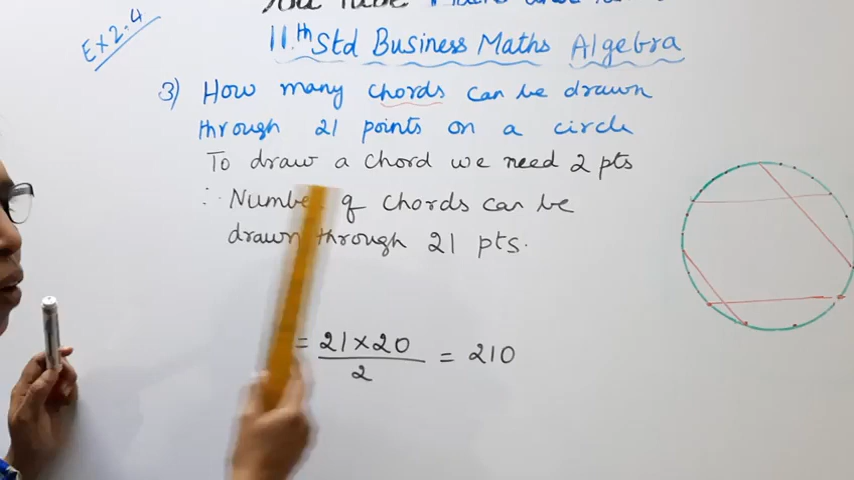 Ex 2.4
11.th Std Business Maths Algebra
3) How many chords can be drawn
through 21 points on a circle
To draw a chord we need 2 pts
∴ Number of chords can be
drawn through 21 pts.
= 21 × 20 / 2 = 210